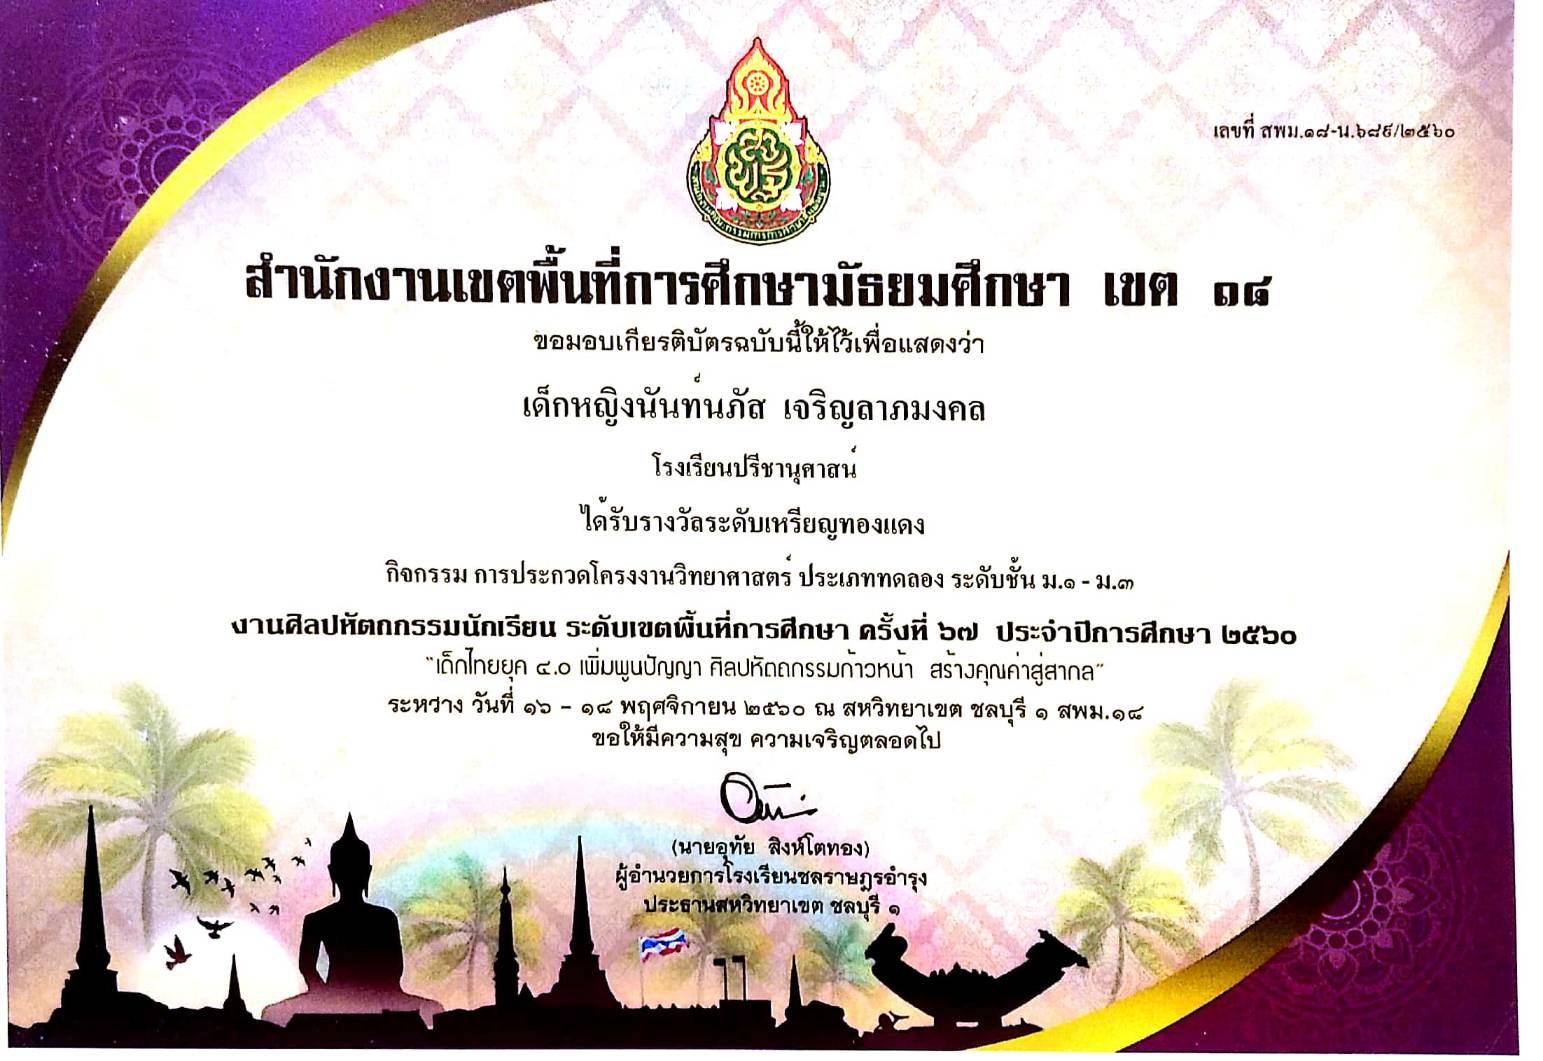 เลขที่ สพม.๑๘-น.๖๘๙/๒๕๖๐
สำนักงานเขตพื้นที่การศึกษามัธยมศึกษา เขต ๑๘
ขอมอบเกียรติบัตรฉบับนี้ให้ไว้เพื่อแสดงว่า
เด็กหญิงนันท์นภัส เจริญลาภมงคล
โรงเรียนปรีชานุศาสน์
ได้รับรางวัลระดับเหรียญทองแดง
กิจกรรม การประกวดโครงงานวิทยาศาสตร์ ประเภททดลอง ระดับชั้น ม.๑ - ม.๓
งานศิลปหัตถกรรมนักเรียน ระดับเขตพื้นที่การศึกษา ครั้งที่ ๖๗ ประจำปีการศึกษา ๒๕๖๐
"เด็กไทยยุค ๔.๐ เพิ่มพูนปัญญา ศิลปหัตถกรรมก้าวหน้า สร้างคุณค่าสู่สากล"
ระหว่าง วันที่ ๑๖ - ๑๘ พฤศจิกายน ๒๕๖๐ ณ สหวิทยาเขต ชลบุรี ๑ สพม.๑๘
ขอให้มีความสุข ความเจริญตลอดไป
(นายอุทัย สิงห์โตทอง)
ผู้อำนวยการโรงเรียนชลราษฎรอำรุง
ประธานสหวิทยาเขต ชลบุรี ๑